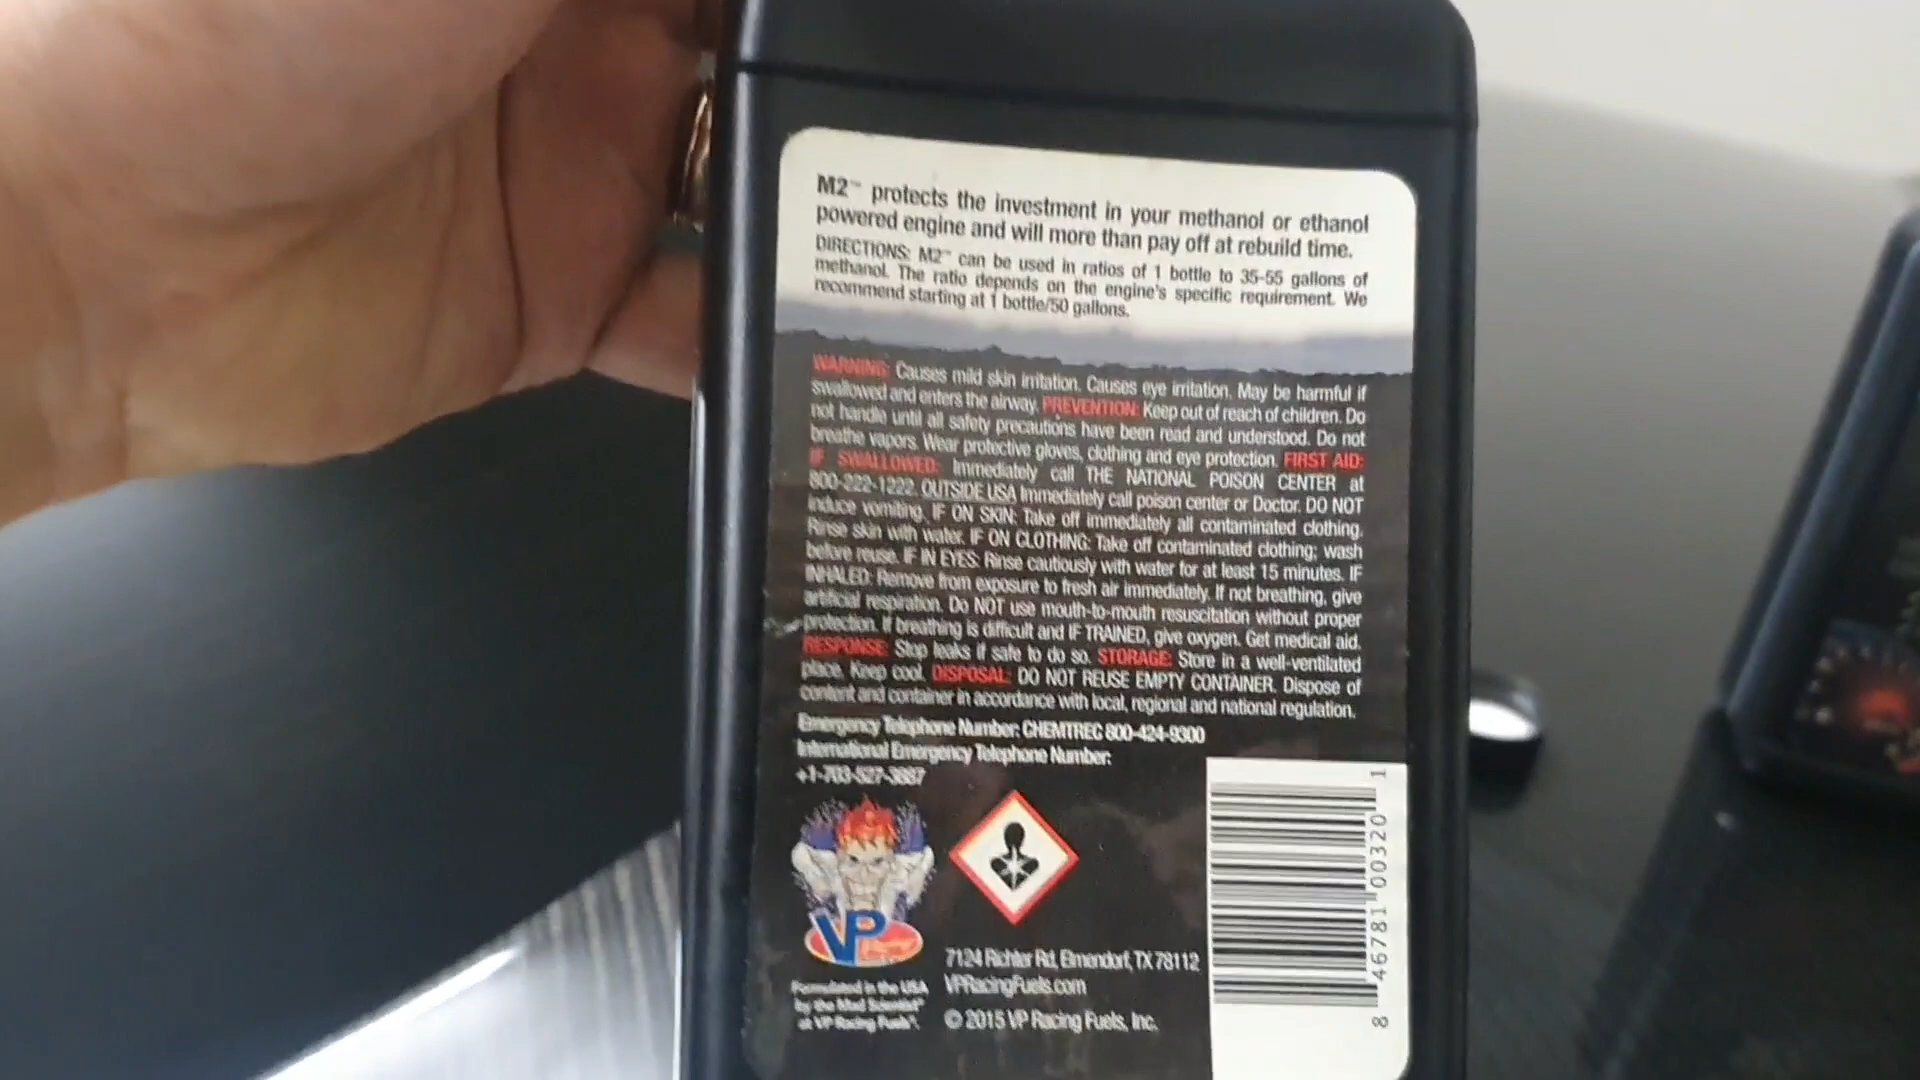 M2™ protects the investment in your methanol or ethanol
powered engine and will more than pay off at rebuild time.
DIRECTIONS: M2™ can be used in ratios of 1 bottle to 35-55 gallons of
methanol. The ratio depends on the engine's specific requirement. We
recommend starting at 1 bottle/50 gallons.
WARNING: Causes mild skin irritation. Causes eye irritation. May be harmful if
swallowed and enters the airway. PREVENTION: Keep out of reach of children. Do
not handle until all safety precautions have been read and understood. Do not
breathe vapors. Wear protective gloves, clothing and eye protection. FIRST AID:
IF SWALLOWED: Immediately call THE NATIONAL POISON CENTER at
800-222-1222. OUTSIDE USA Immediately call poison center or Doctor. DO NOT
induce vomiting. IF ON SKIN: Take off immediately all contaminated clothing.
Rinse skin with water. IF ON CLOTHING: Take off contaminated clothing; wash
before reuse. IF IN EYES: Rinse cautiously with water for at least 15 minutes. IF
INHALED: Remove from exposure to fresh air immediately. If not breathing, give
artificial respiration. Do NOT use mouth-to-mouth resuscitation without proper
protection. If breathing is difficult and IF TRAINED, give oxygen. Get medical aid.
RESPONSE: Stop leaks if safe to do so. STORAGE: Store in a well-ventilated
place. Keep cool. DISPOSAL: DO NOT REUSE EMPTY CONTAINER. Dispose of
content and container in accordance with local, regional and national regulation.
Emergency Telephone Number: CHEMTREC 800-424-9300
International Emergency Telephone Number:
+1-703-527-3887
VP
Racing
Formulated in the USA
by the Mad Scientist®
at VP Racing Fuels®.
7124 Richter Rd, Elmendorf, TX 78112
VPRacingFuels.com
© 2015 VP Racing Fuels, Inc.
8 46781 00320 1